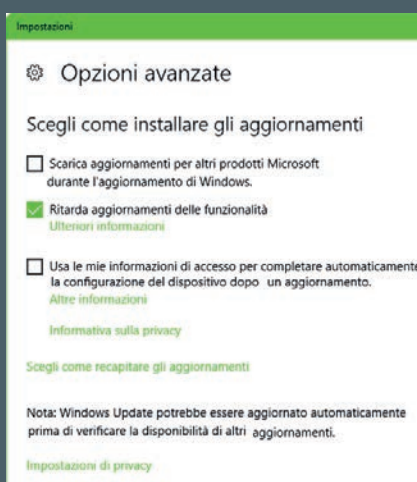 Impostazioni
Opzioni avanzate
Scegli come installare gli aggiornamenti
Scarica aggiornamenti per altri prodotti Microsoft
durante l'aggiornamento di Windows.
Ritarda aggiornamenti delle funzionalità
Ulteriori informazioni
Usa le mie informazioni di accesso per completare automaticamente
la configurazione del dispositivo dopo un aggiornamento.
Altre informazioni
Informativa sulla privacy
Scegli come recapitare gli aggiornamenti
Nota: Windows Update potrebbe essere aggiornato automaticamente
prima di verificare la disponibilità di altri aggiornamenti.
Impostazioni di privacy